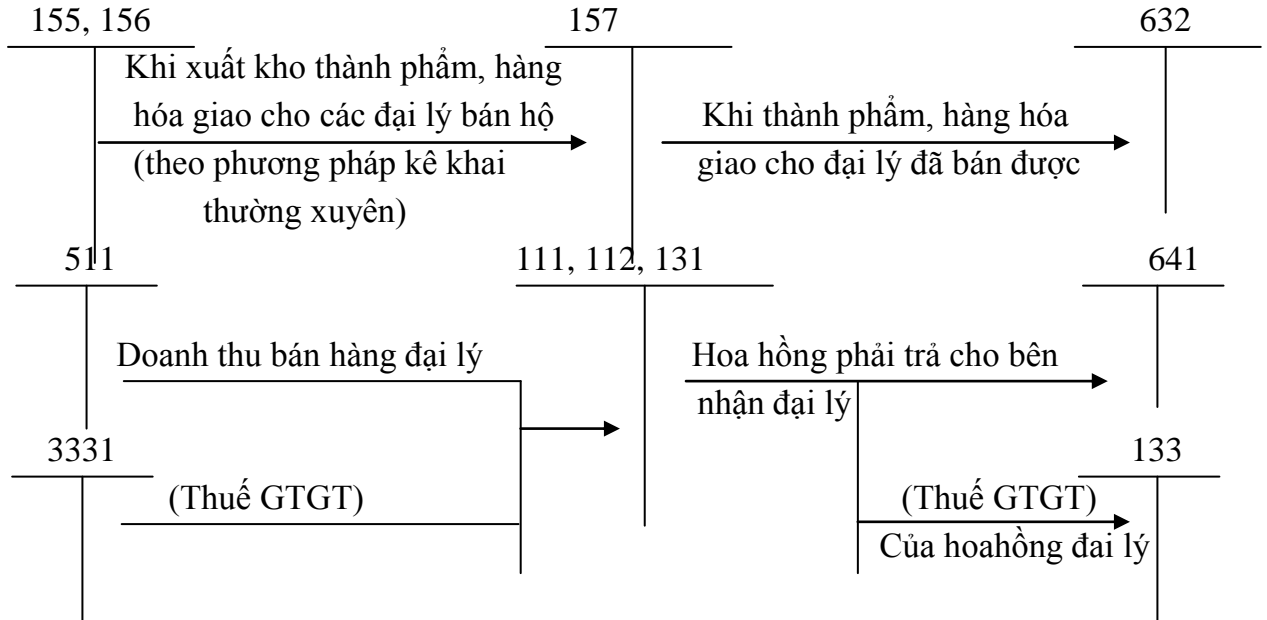 155, 156
157
632
Khi xuất kho thành phẩm, hàng
hóa giao cho các đại lý bán hộ
(theo phương pháp kê khai
thường xuyên)
Khi thành phẩm, hàng hóa
giao cho đại lý đã bán được
511
111, 112, 131
641
Doanh thu bán hàng đại lý
Hoa hồng phải trả cho bên
nhận đại lý
3331
133
(Thuế GTGT)
(Thuế GTGT)
Của hoahồng đai lý